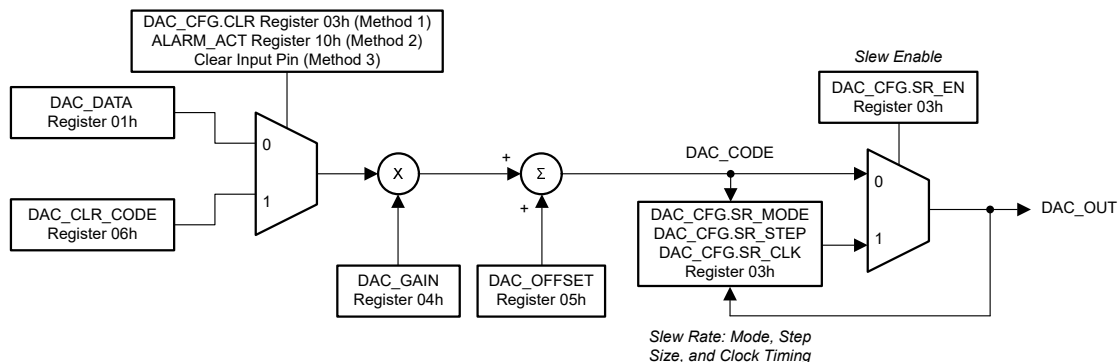 DAC_CFG.CLR Register 03h (Method 1)
ALARM_ACT Register 10h (Method 2)
Clear Input Pin (Method 3)
Slew Enable
DAC_CFG.SR_EN
Register 03h
DAC_DATA
Register 01h
0
1
DAC_CLR_CODE
Register 06h
X
+
Σ
+
DAC_CODE
0
1
DAC_OUT
DAC_CFG.SR_MODE
DAC_CFG.SR_STEP
DAC_CFG.SR_CLK
Register 03h
DAC_GAIN
Register 04h
DAC_OFFSET
Register 05h
Slew Rate: Mode, Step
Size, and Clock Timing